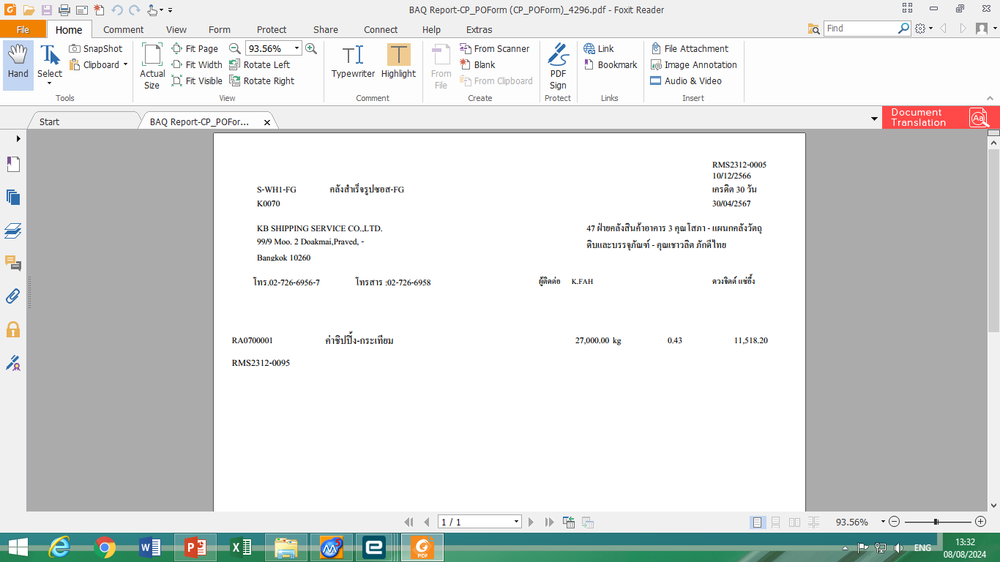 BAQ Report-CP_POForm (CP_POForm)_4296.pdf - Foxit Reader
File Home Comment View Form Protect Share Connect Help Extras Find
Hand
Select
SnapShot
Clipboard
Tools
Actual Size
Fit Page
Fit Width
Fit Visible
93.56%
Rotate Left
Rotate Right
View
Typewriter
Highlight
Comment
From File
From Scanner
Blank
From Clipboard
Create
PDF Sign
Protect
Link
Bookmark
Links
File Attachment
Image Annotation
Audio & Video
Insert
Start
BAQ Report-CP_POFor...
Document
Translation
RMS2312-0005
10/12/2566
S-WH1-FG คลังสำเร็จรูปซอส-FG เครดิต 30 วัน
K0070 30/04/2567
KB SHIPPING SERVICE CO.,LTD. 47 ฝ่ายคลังสินค้าอาคาร 3 คุณโสภา - แผนกคลังวัตถุ
99/9 Moo. 2 Doakmai,Praved, - ดิบและบรรจุภัณฑ์ - คุณเชาวลิต ภักดีไทย
Bangkok 10260
โทร.02-726-6956-7 โทรสาร :02-726-6958 ผู้ติดต่อ K.FAH ดวงจิตต์ แซ่อึ้ง
RA0700001 ค่าชิปปิ้ง-กระเทียม 27,000.00 kg 0.43 11,518.20
RMS2312-0095
1 / 1
93.56%
ENG
13:32
08/08/2024